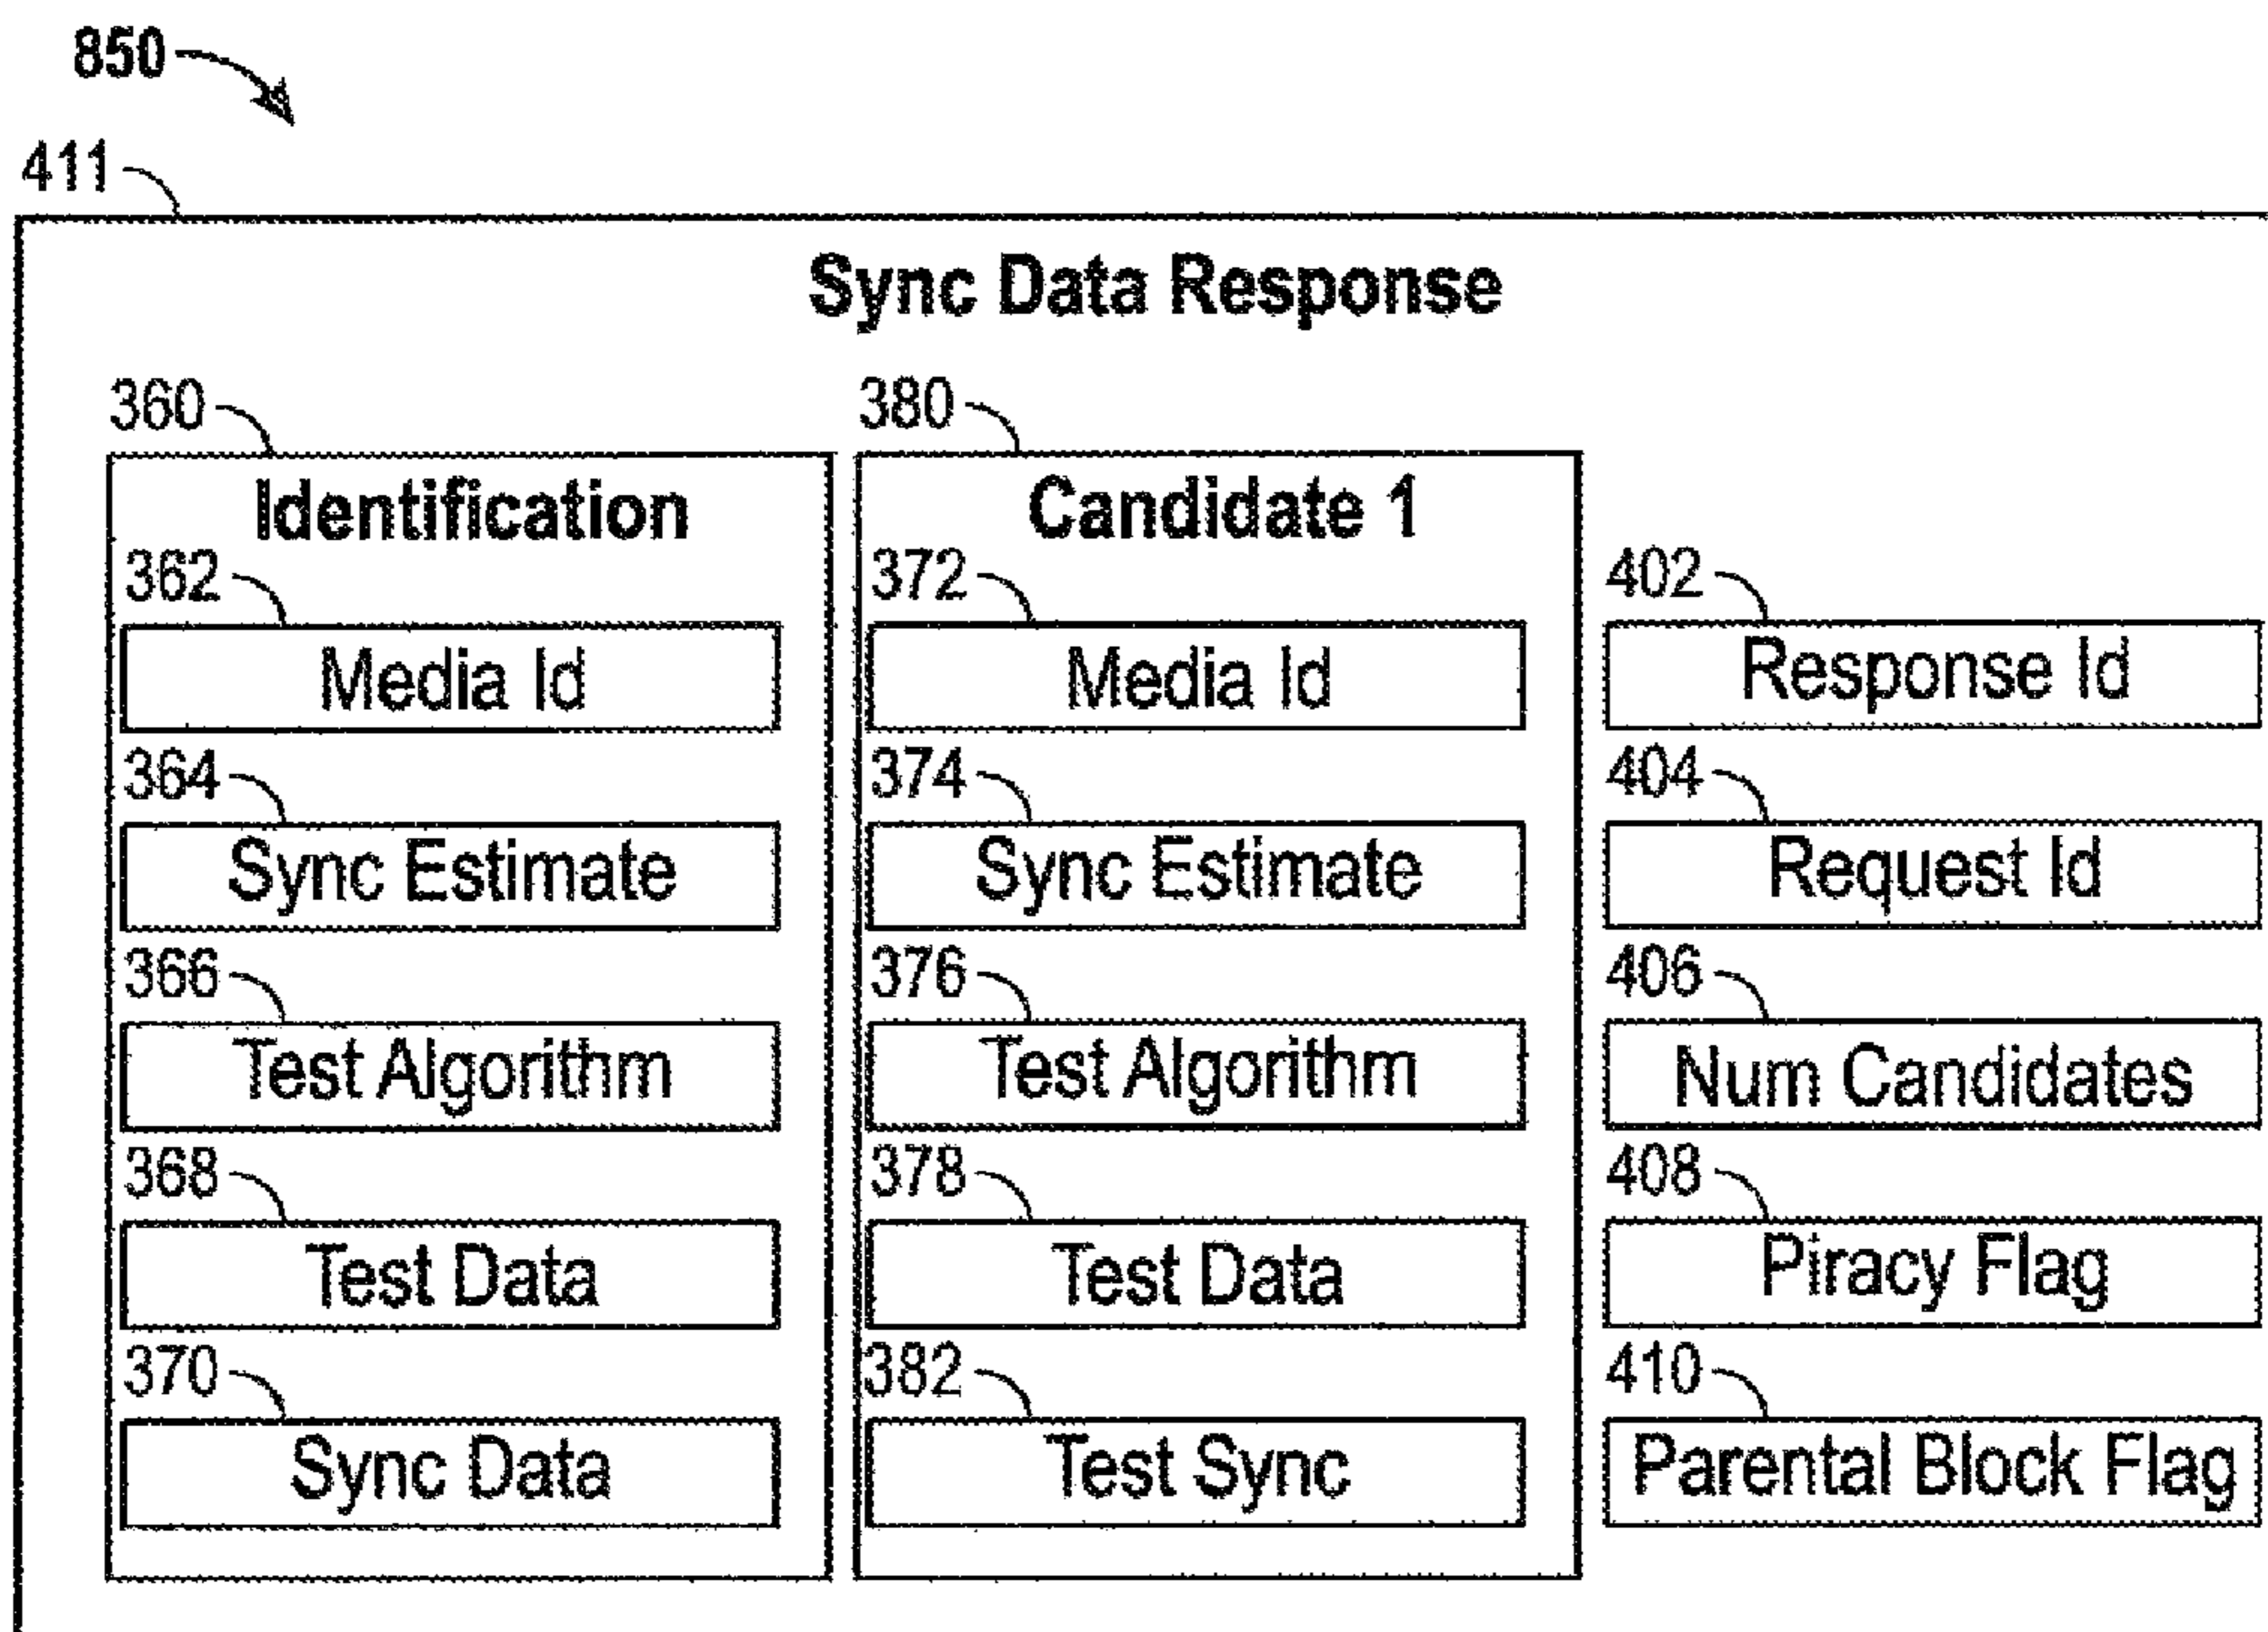 850
411
Sync Data Response
360
Identification
362
Media Id
364
Sync Estimate
366
Test Algorithm
368
Test Data
370
Sync Data
380
Candidate 1
372
Media Id
374
Sync Estimate
376
Test Algorithm
378
Test Data
382
Test Sync
402
Response Id
404
Request Id
406
Num Candidates
408
Piracy Flag
410
Parental Block Flag